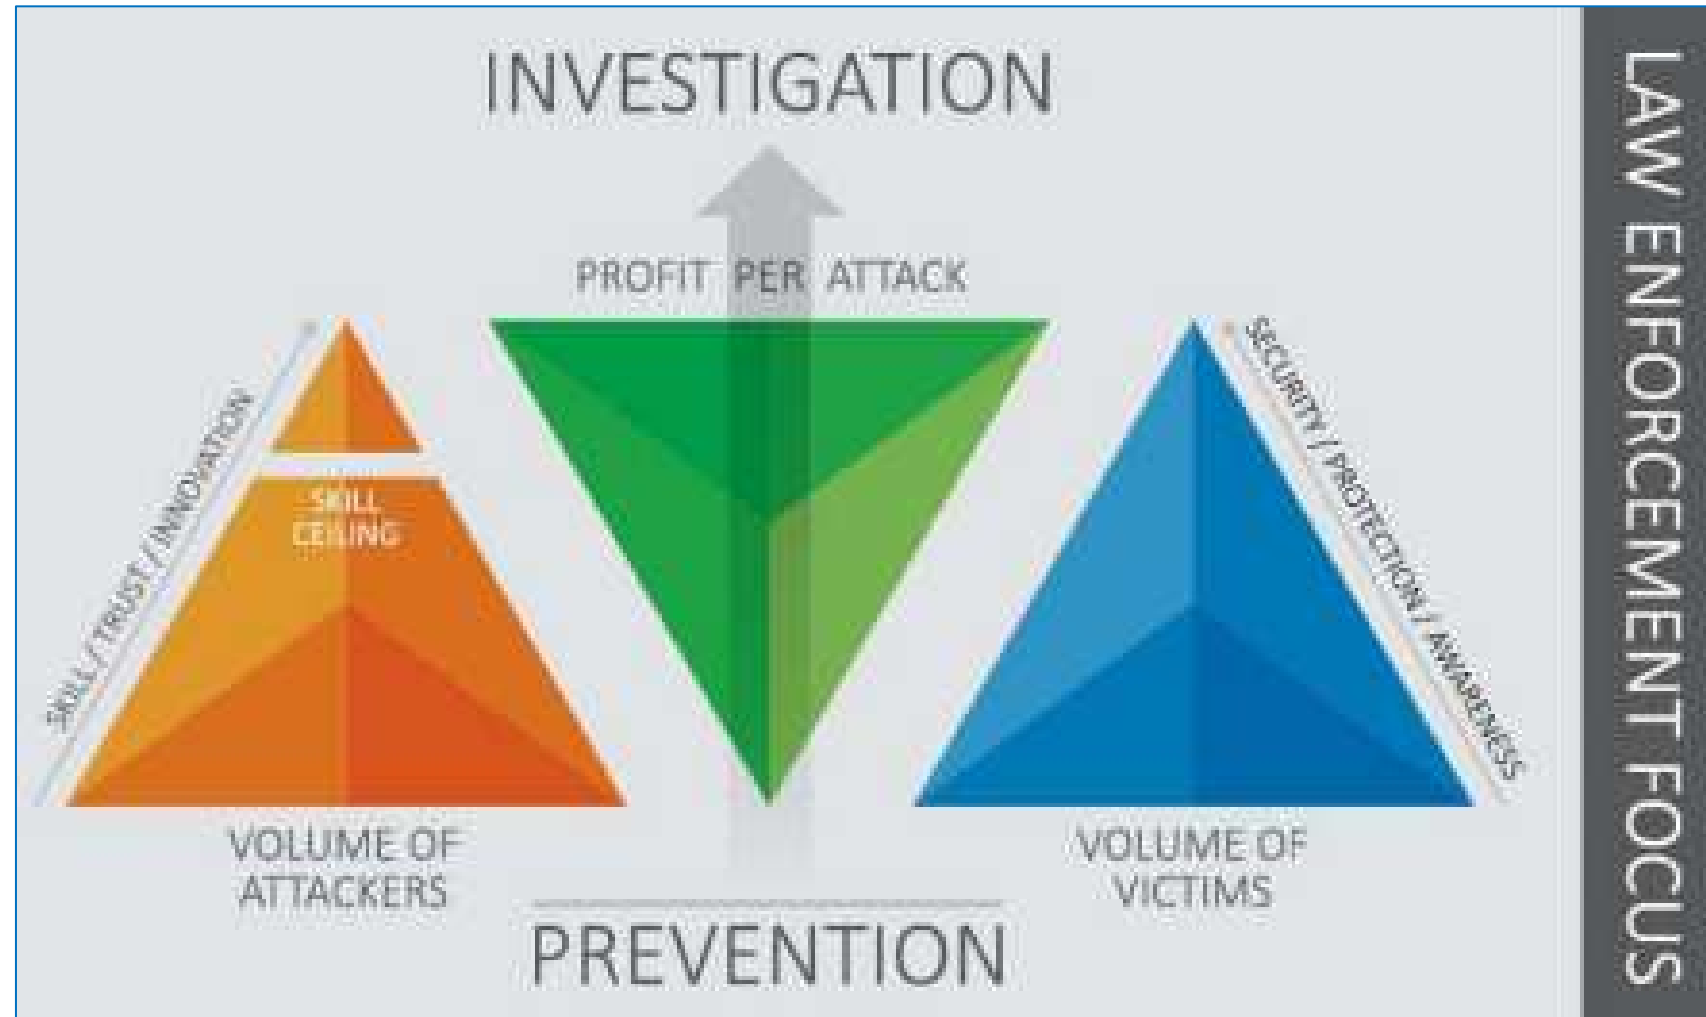 INVESTIGATION
PROFIT PER ATTACK
SKILL / TRUST / INNOVATION
SKILL
CEILING
SECURITY / PROTECTION / AWARENESS
VOLUME OF
ATTACKERS
VOLUME OF
VICTIMS
PREVENTION
LAW ENFORCEMENT FOCUS